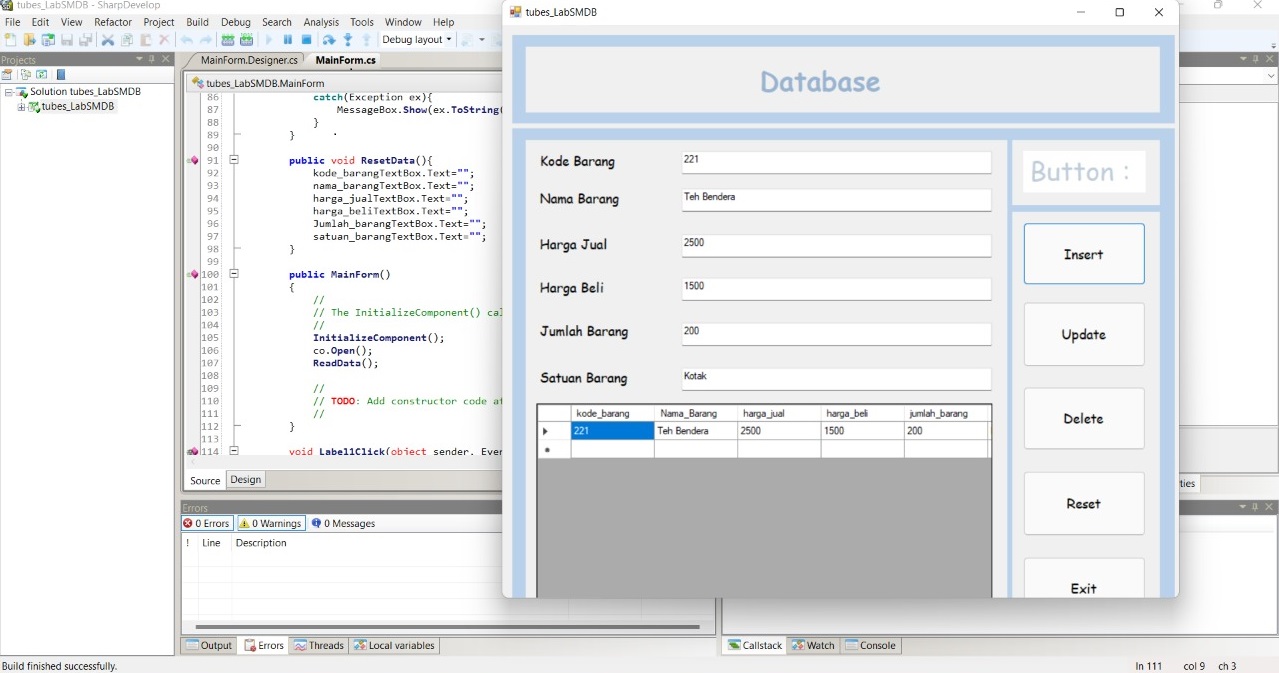 tubes_LabSMDB - SharpDevelop
File Edit View Refactor Project Build Debug Search Analysis Tools Window Help
Debug layout
Projects
Solution tubes_LabSMDB
tubes_LabSMDB
MainForm.Designer.cs MainForm.cs
tubes_LabSMDB.MainForm
86 catch(Exception ex){
87 MessageBox.Show(ex.ToString(
88 }
89 }
90
91 public void ResetData(){
92 kode_barangTextBox.Text="";
93 nama_barangTextBox.Text="";
94 harga_jualTextBox.Text="";
95 harga_beliTextBox.Text="";
96 Jumlah_barangTextBox.Text="";
97 satuan_barangTextBox.Text="";
98 }
99
100 public MainForm()
101 {
102 //
103 // The InitializeComponent() cal
104 //
105 InitializeComponent();
106 co.Open();
107 ReadData();
108
109 //
110 // TODO: Add constructor code at
111 //
112 }
113
114 void Label1Click(object sender, Ever
Source Design
Errors
0 Errors 0 Warnings 0 Messages
! Line Description
Output Errors Threads Local variables
Callstack Watch Console
Build finished successfully.
ln 111 col 9 ch 3
ties
tubes_LabSMDB
Database
Kode Barang 221
Nama Barang Teh Bendera
Harga Jual 2500
Harga Beli 1500
Jumlah Barang 200
Satuan Barang Kotak
kode_barang Nama_Barang harga_jual harga_beli jumlah_barang
221 Teh Bendera 2500 1500 200
Button :
Insert
Update
Delete
Reset
Exit